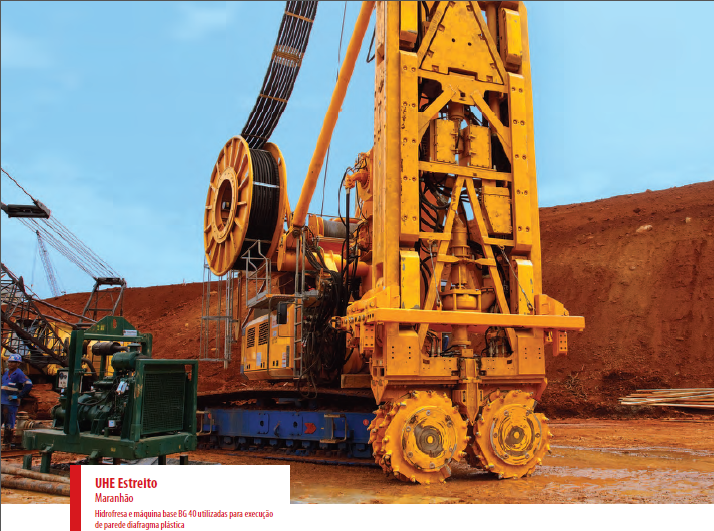 UHE Estreito
Maranhão
Hidrofresa e máquina base BG 40 utilizadas para execução
de parede diafragma plástica